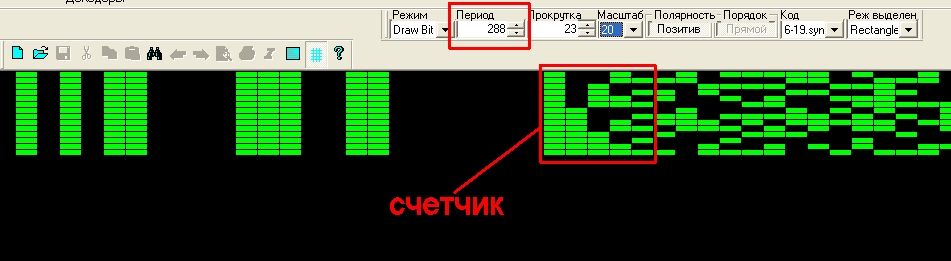 Декодеры
Режим Период Прокрутка Масштаб Полярность Порядок Код Реж выделен
Draw Bit 288 23 20 Позитив Прямой 6-19.syn Rectangle
счетчик